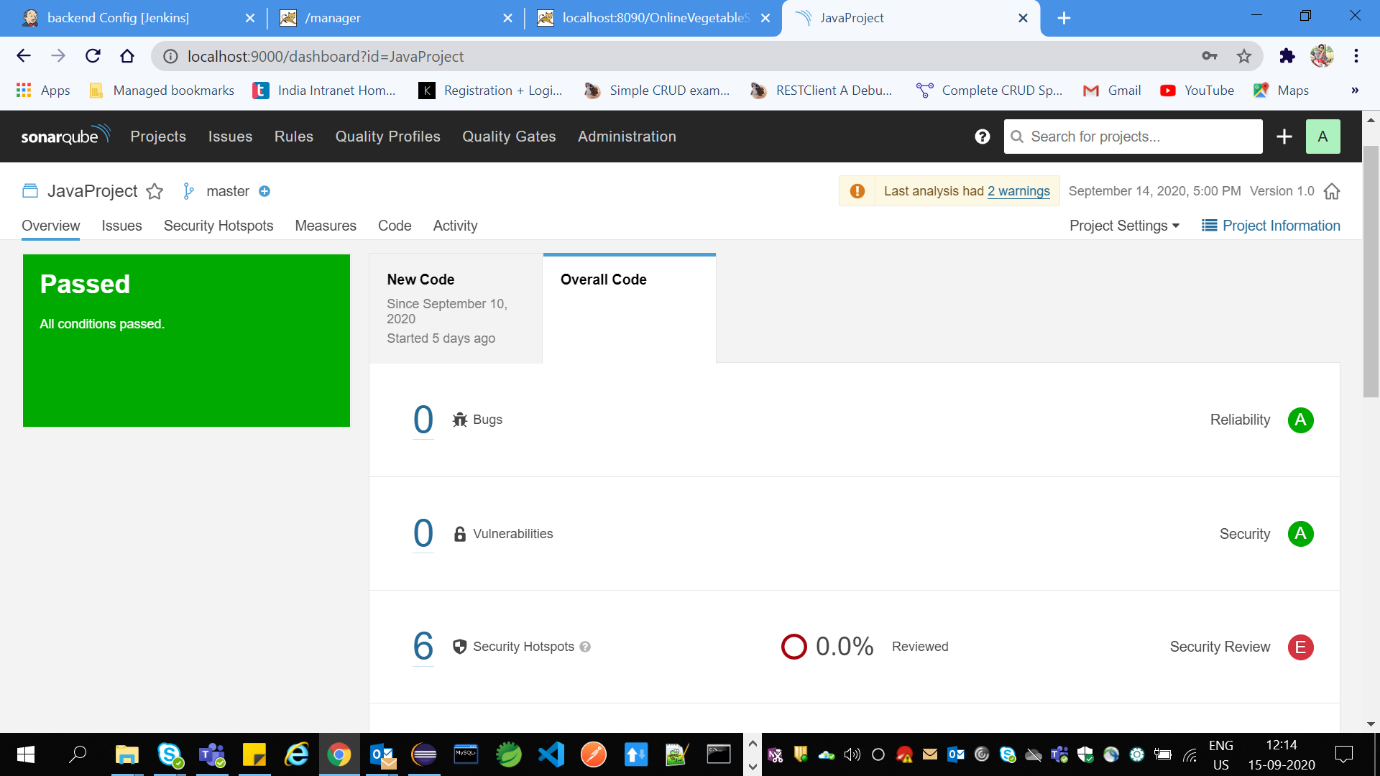 backend Config [Jenkins]
/manager
localhost:8090/OnlineVegetableS
JavaProject
localhost:9000/dashboard?id=JavaProject
Apps
Managed bookmarks
India Intranet Hom...
Registration + Logi...
Simple CRUD exam...
RESTClient A Debu...
Complete CRUD Sp...
Gmail
YouTube
Maps
»
sonarqube
Projects
Issues
Rules
Quality Profiles
Quality Gates
Administration
Search for projects...
A
JavaProject
master
Last analysis had 2 warnings
September 14, 2020, 5:00 PM
Version 1.0
Overview
Issues
Security Hotspots
Measures
Code
Activity
Project Settings
Project Information
Passed
All conditions passed.
New Code
Since September 10,
2020
Started 5 days ago
Overall Code
0
Bugs
Reliability
A
0
Vulnerabilities
Security
A
6
Security Hotspots
0.0%
Reviewed
Security Review
E
ENG
US
12:14
15-09-2020